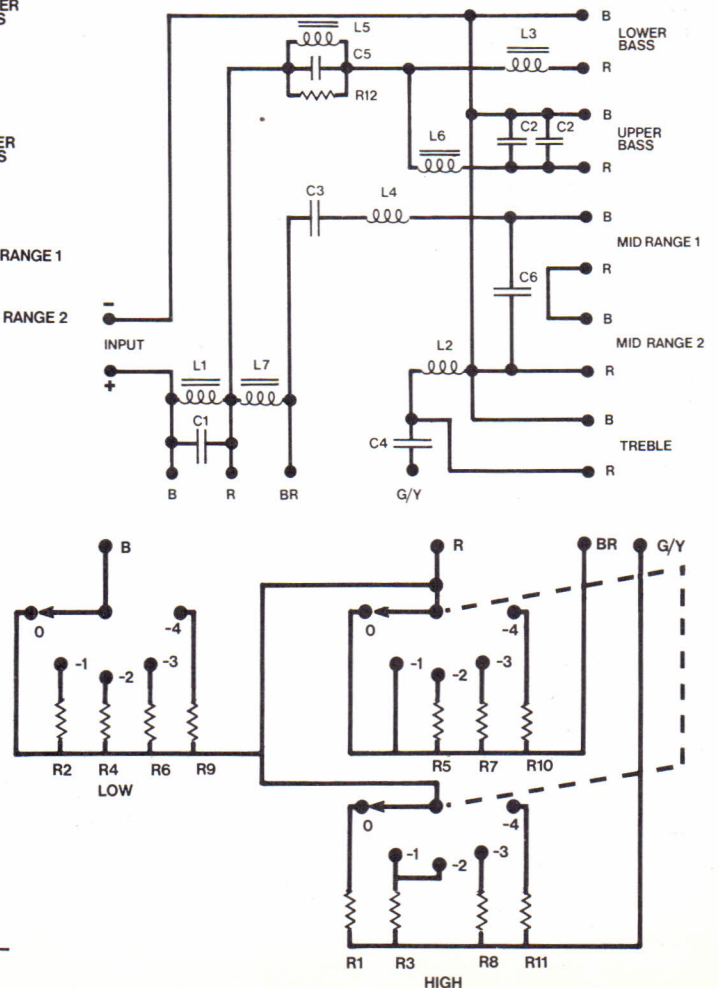 ER
S
L5
B
LOWER
BASS
C5
L3
R
R12
B
C2
C2
UPPER
BASS
ER
S
L6
R
C3
L4
B
RANGE 1
MID RANGE 1
R
C6
–
RANGE 2
B
INPUT
L2
MID RANGE 2
+
L1
L7
R
C1
B
C4
TREBLE
R
B
R
BR
G/Y
B
R
BR
G/Y
0
-4
0
-4
-1
-2
-3
-1
-2
-3
R2
R4
R6
R9
R5
R7
R10
LOW
0
-4
-1
-2
-3
R1
R3
R8
R11
HIGH